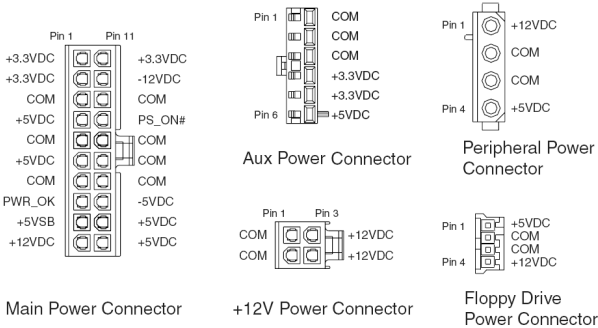 Pin 1 Pin 11
+3.3VDC +3.3VDC
+3.3VDC -12VDC
COM COM
+5VDC PS_ON#
COM COM
+5VDC COM
COM COM
PWR_OK -5VDC
+5VSB +5VDC
+12VDC +5VDC
Main Power Connector
Pin 1 COM
COM
COM
+3.3VDC
+3.3VDC
Pin 6 +5VDC
Aux Power Connector
Pin 1 +12VDC
COM
COM
Pin 4 +5VDC
Peripheral Power
Connector
Pin 1 Pin 3
COM +12VDC
COM +12VDC
+12V Power Connector
Pin 1 +5VDC
COM
COM
Pin 4 +12VDC
Floppy Drive
Power Connector